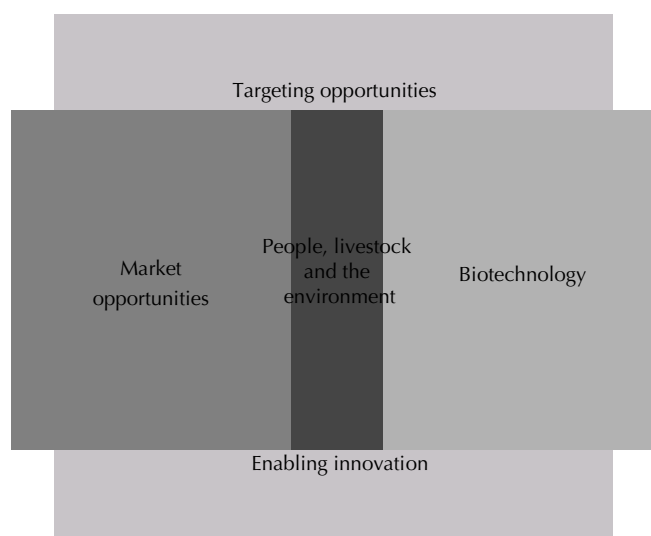 Targeting opportunities
Market
opportunities
People, livestock
and the
environment
Biotechnology
Enabling innovation